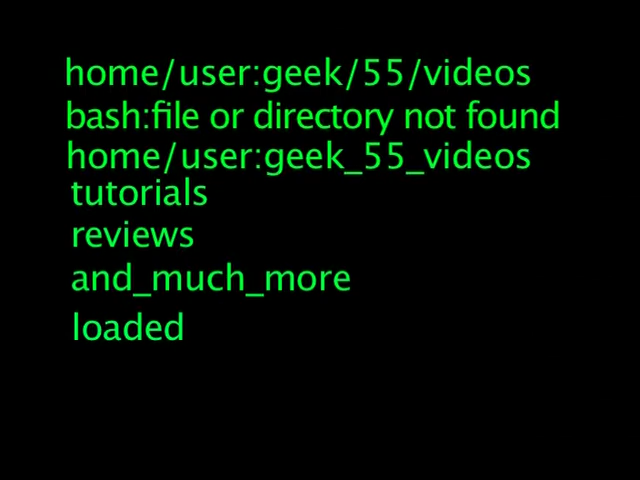 home/user:geek/55/videos
bash:file or directory not found
home/user:geek_55_videos
tutorials
reviews
and_much_more
loaded